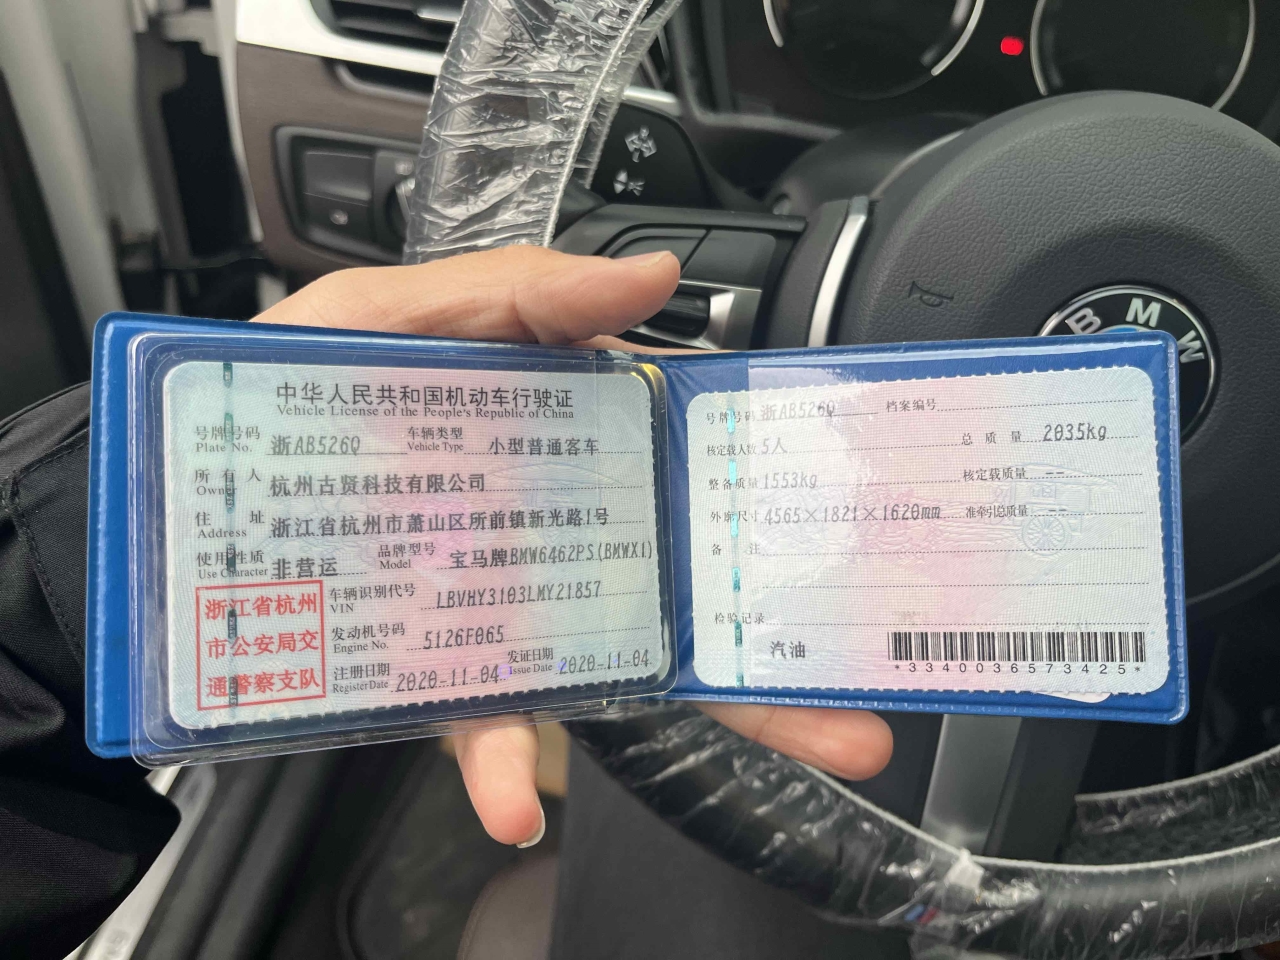 中华人民共和国机动车行驶证
Vehicle License of the People's Republic of China
号牌号码 浙AB526Q 车辆类型 小型普通客车
Plate No. Vehicle Type
所有人 杭州古贤科技有限公司
Owner
住址 浙江省杭州市萧山区所前镇新光路1号
Address
使用性质 非营运 品牌型号 宝马牌BMW6462PS(BMWX1)
Use Character Model
浙江省杭州
市公安局交
通警察支队
车辆识别代号 LBVHY3103LMY21857
VIN
发动机号码 5126F065
Engine No.
注册日期 2020-11-04 发证日期 2020-11-04
Register Date Issue Date
号牌号码 浙AB526Q 档案编号
核定载人数 5人 总质量 2035kg
整备质量 1553kg 核定载质量 --
外廓尺寸 4565×1821×1620mm 准牵引总质量 --
备注
检验记录
汽油
*3340036573425*
BMW